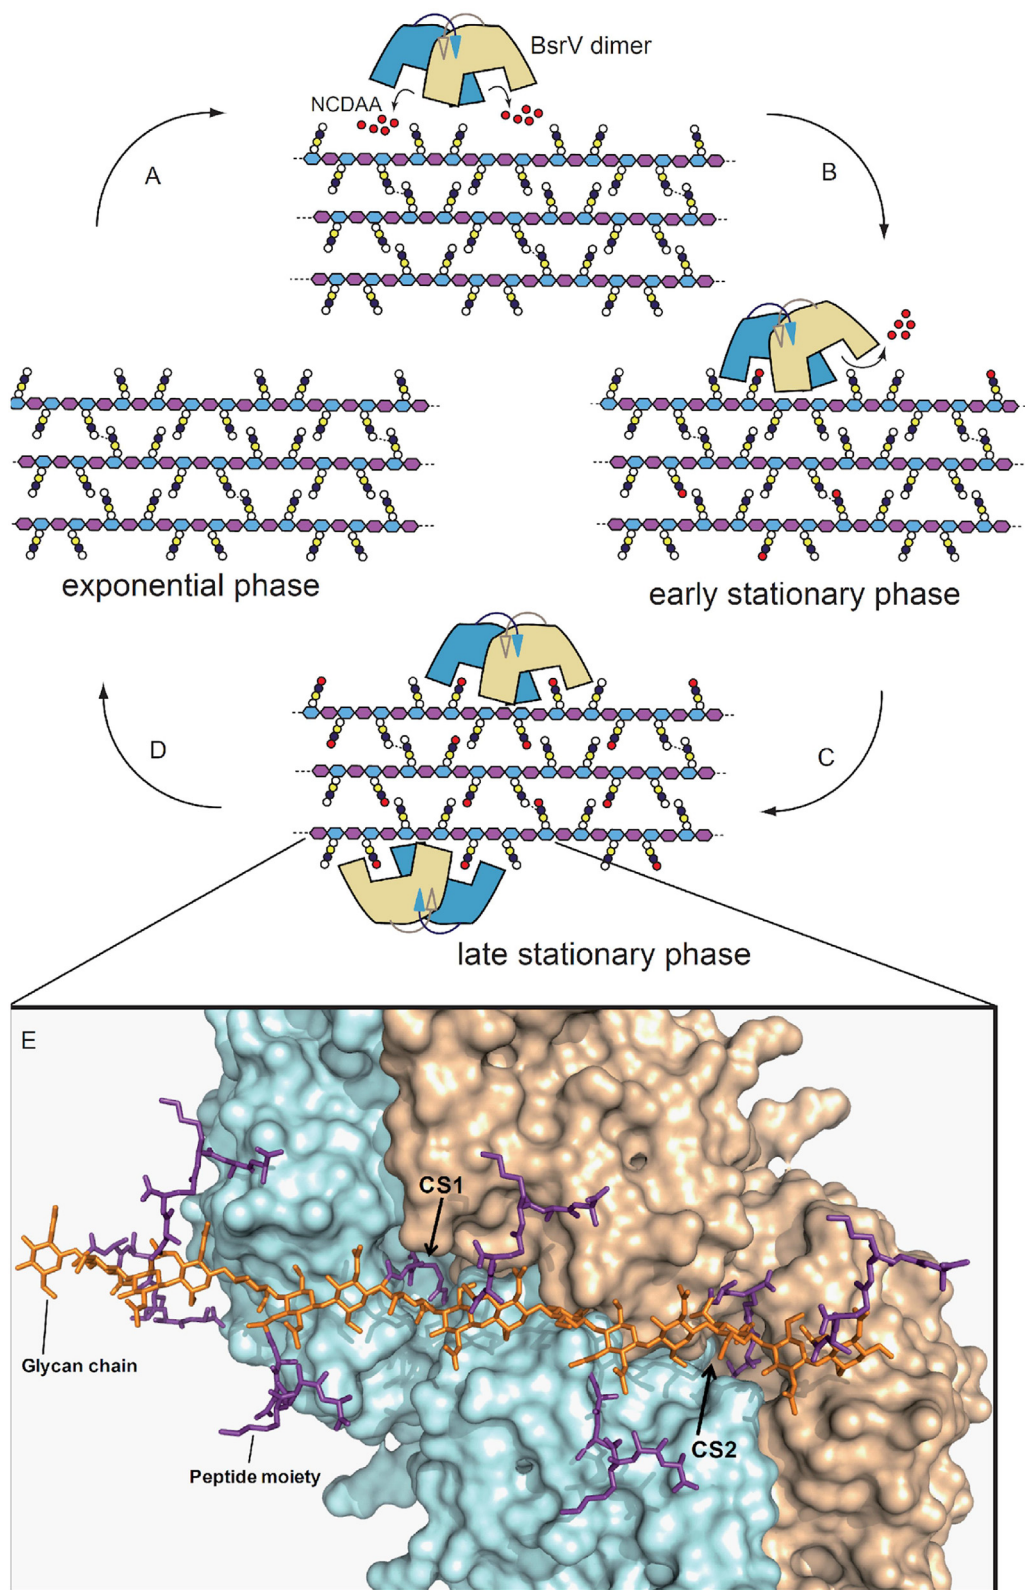 BsrV dimer
NCDAA
A
B
exponential phase
early stationary phase
D
C
late stationary phase
E
CS1
Glycan chain
CS2
Peptide moiety